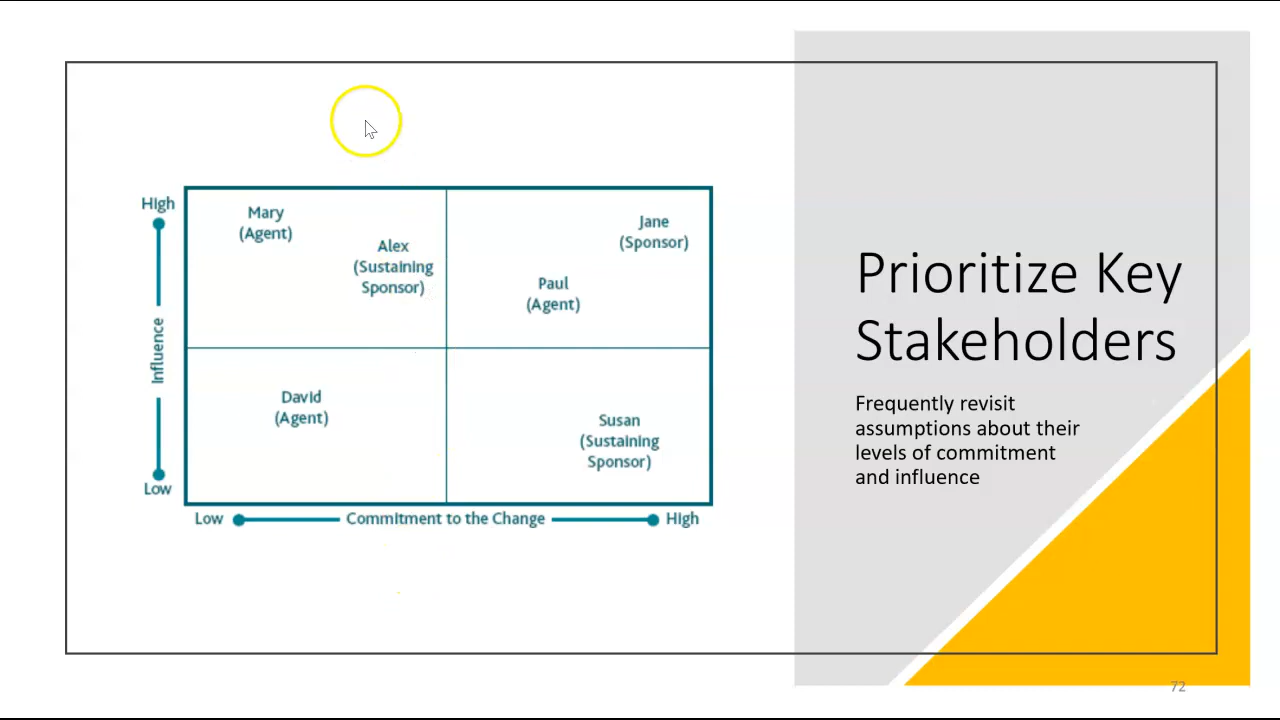 Prioritize Key
Stakeholders
Frequently revisit
assumptions about their
levels of commitment
and influence
High
Influence
Low
Mary
(Agent)
Alex
(Sustaining
Sponsor)
Jane
(Sponsor)
Paul
(Agent)
David
(Agent)
Susan
(Sustaining
Sponsor)
Low Commitment to the Change High
72